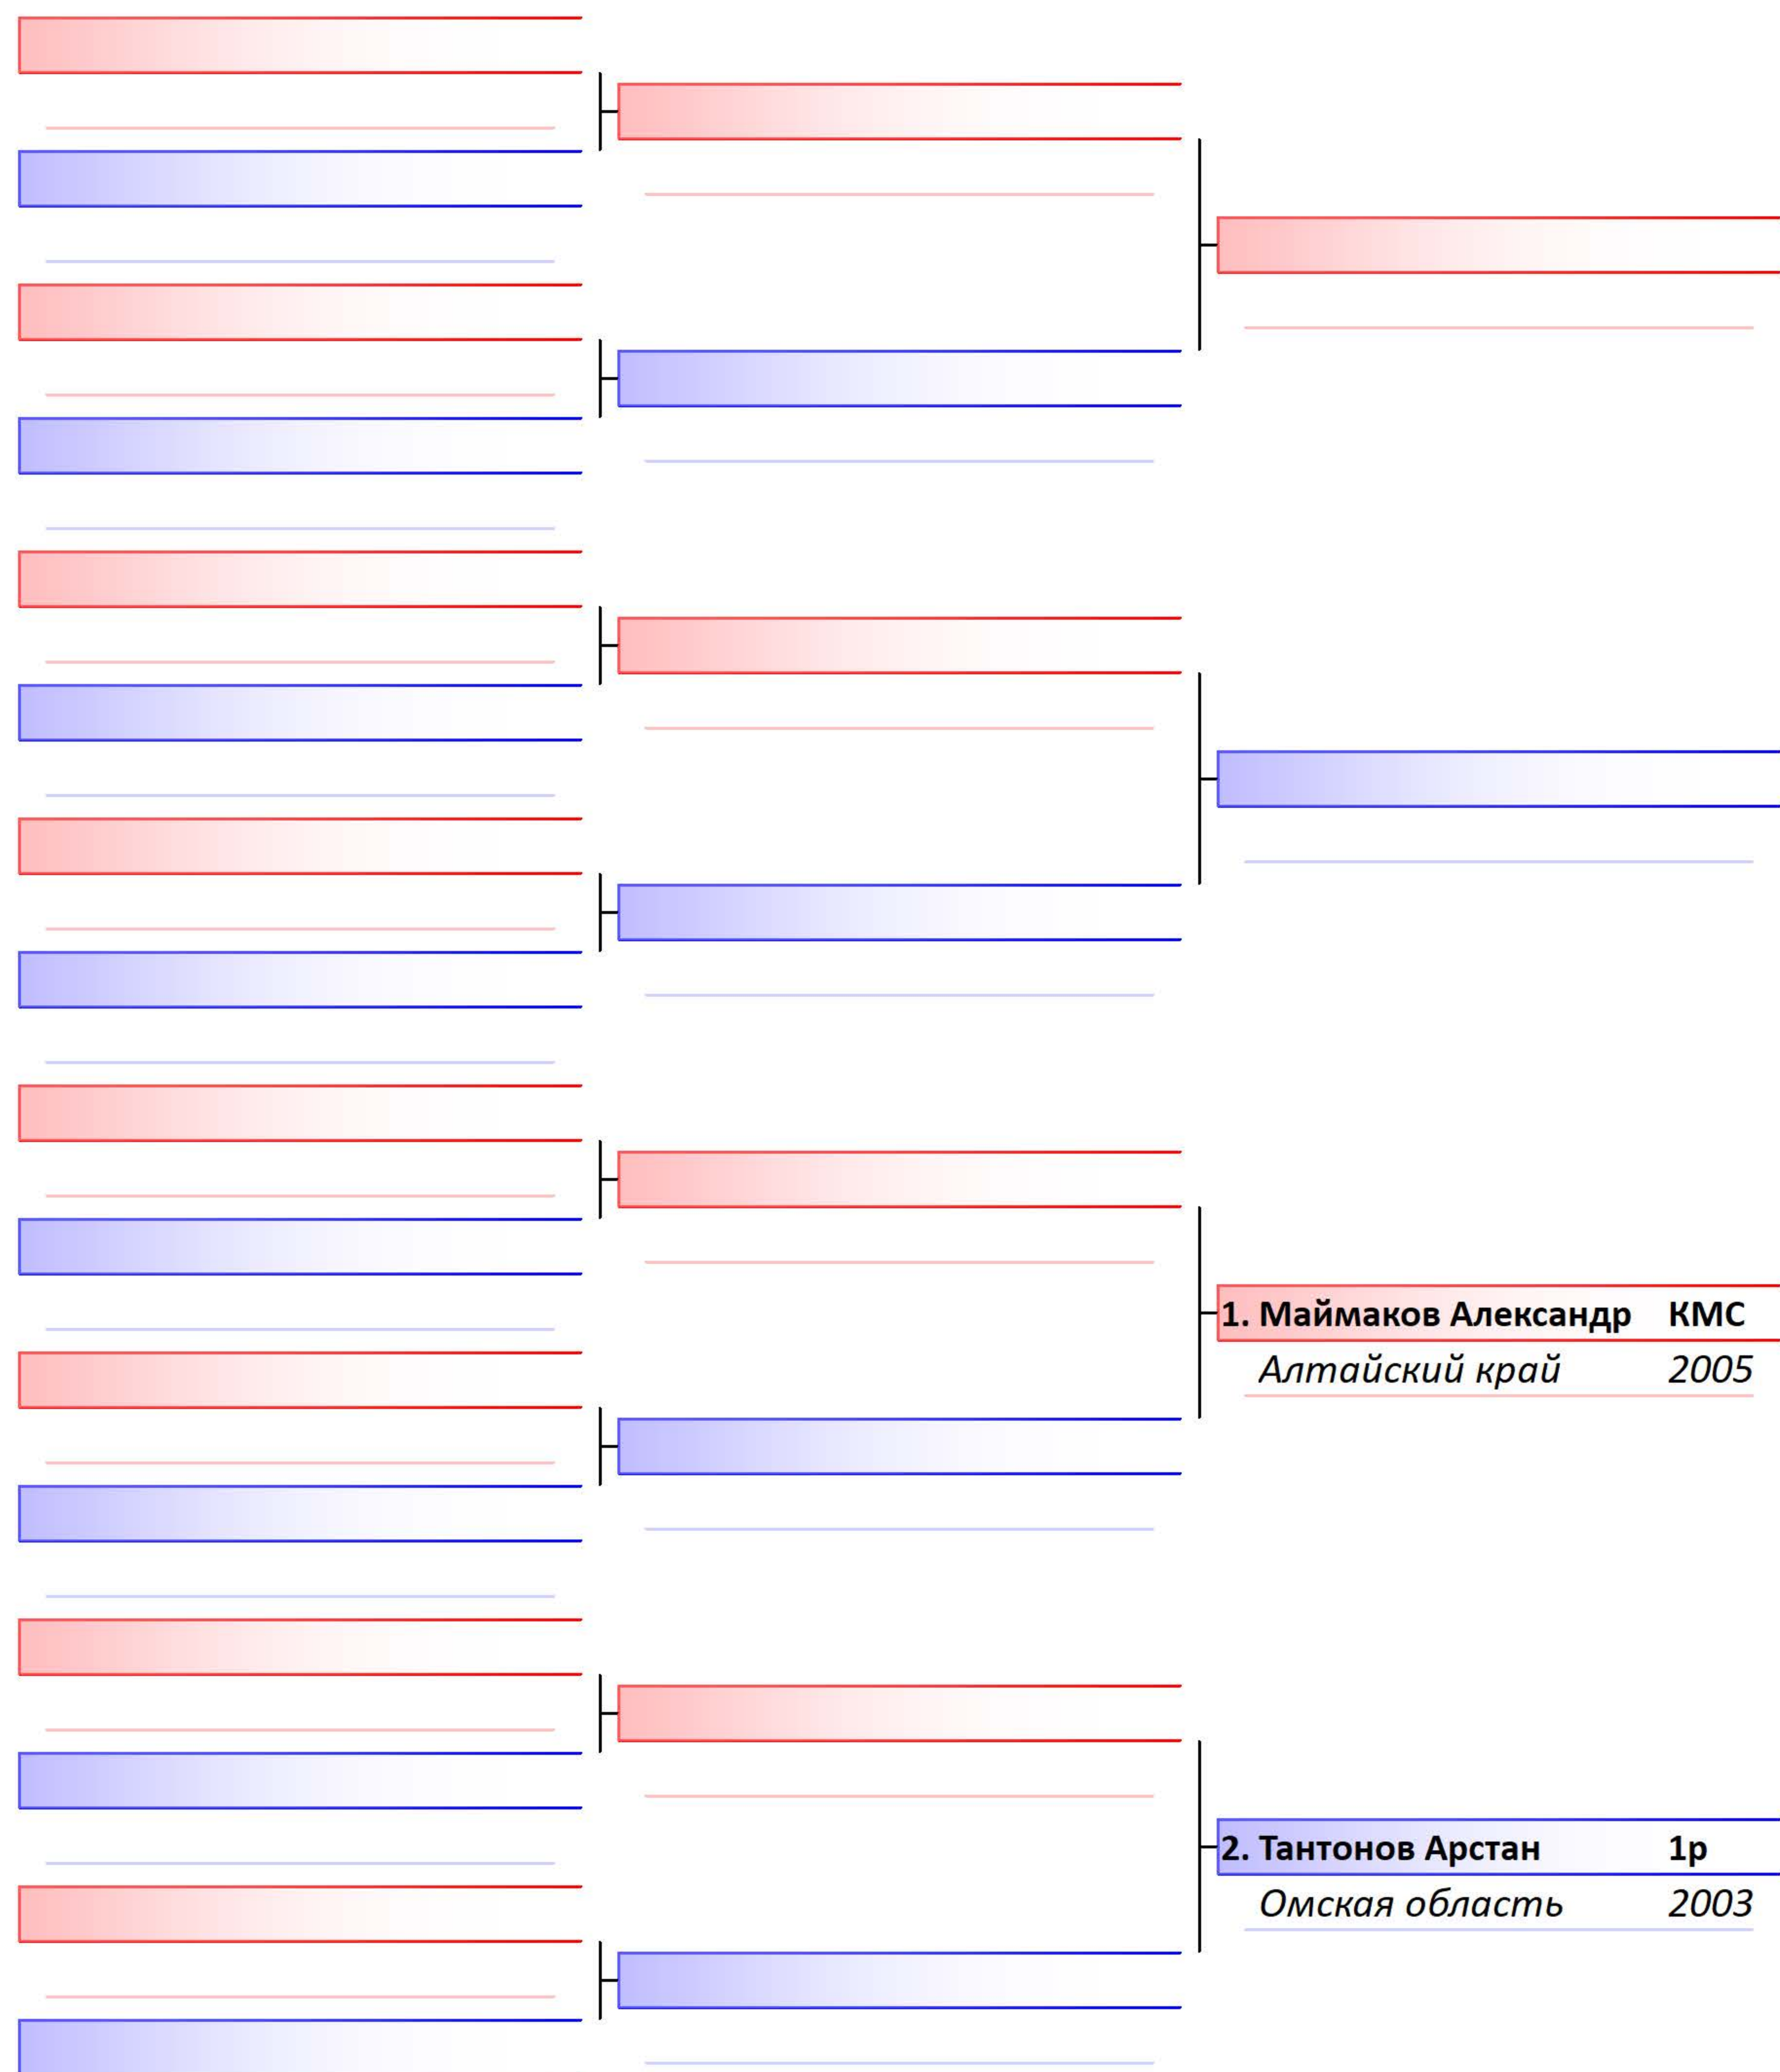 1. Маймаков Александр КМС
Алтайский край 2005
2. Тантонов Арстан 1р
Омская область 2003